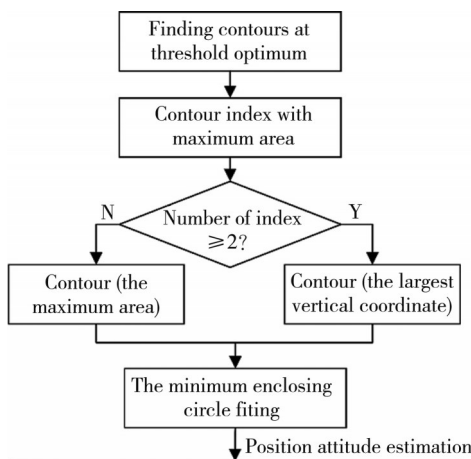 Finding contours at
threshold optimum
Contour index with
maximum area
N
Number of index
Y
≥2?
Contour (the
maximum area)
Contour (the largest
vertical coordinate)
The minimum enclosing
circle fiting
Position attitude estimation